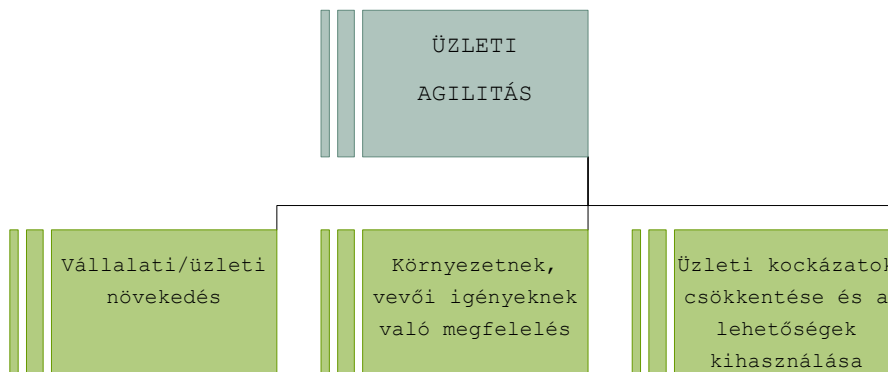 ÜZLETI
AGILITÁS
Vállalati/üzleti
növekedés
Környezetnek,
vevői igényeknek
való megfelelés
Üzleti kockázatok
csökkentése és a
lehetőségek
kihasználása